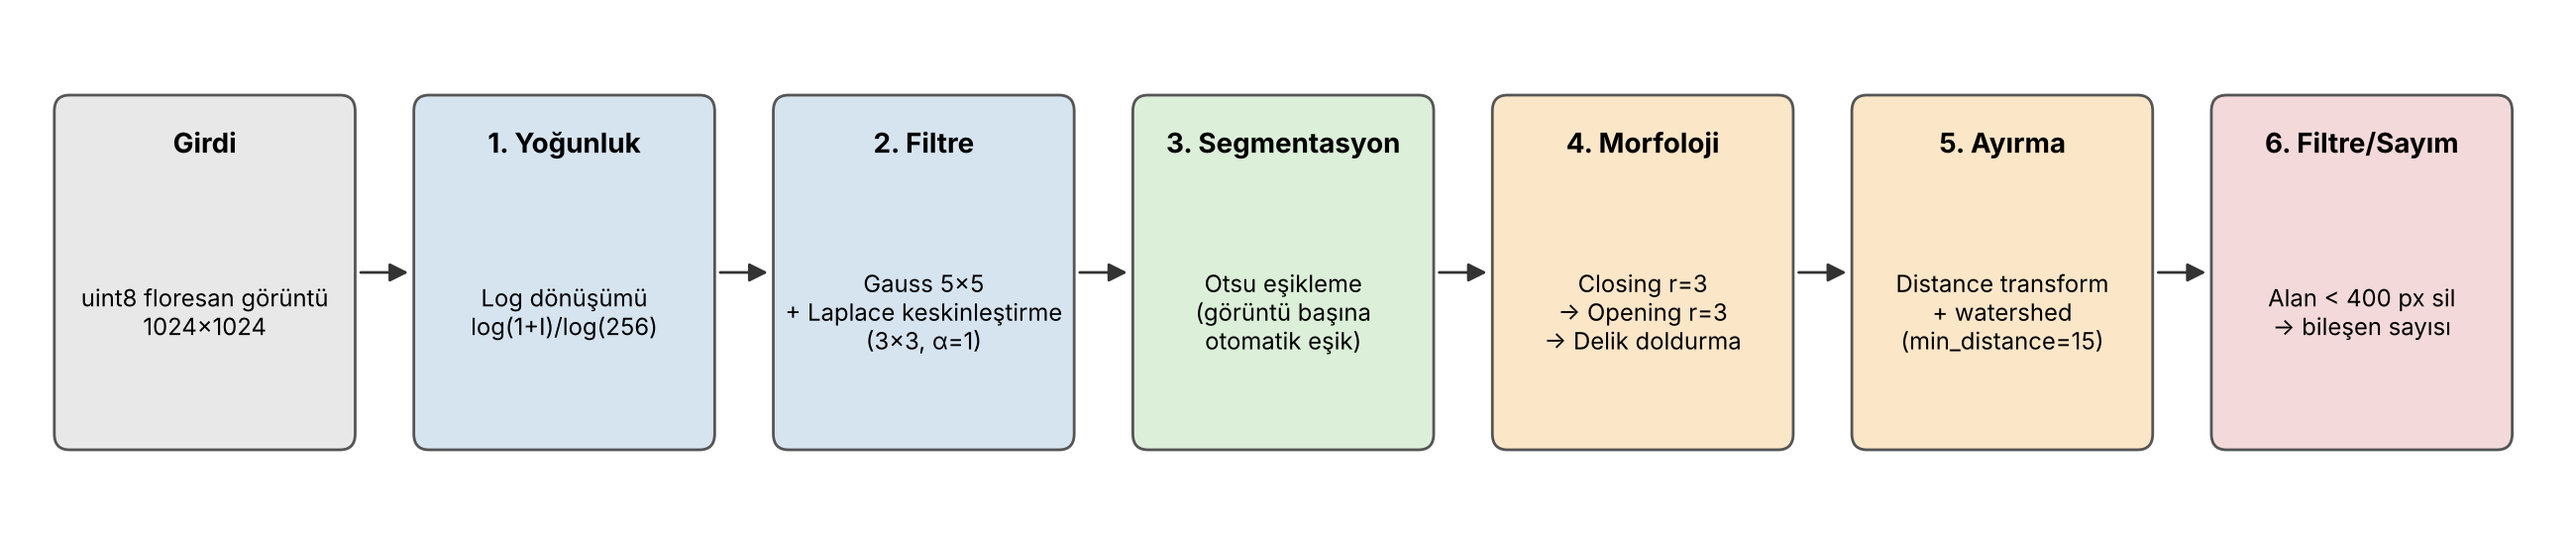 Girdi
uint8 floresan görüntü
1024×1024
1. Yoğunluk
Log dönüşümü
log(1+I)/log(256)
2. Filtre
Gauss 5×5
+ Laplace keskinleştirme
(3×3, α=1)
3. Segmentasyon
Otsu eşikleme
(görüntü başına
otomatik eşik)
4. Morfoloji
Closing r=3
→ Opening r=3
→ Delik doldurma
5. Ayırma
Distance transform
+ watershed
(min_distance=15)
6. Filtre/Sayım
Alan < 400 px sil
→ bileşen sayısı